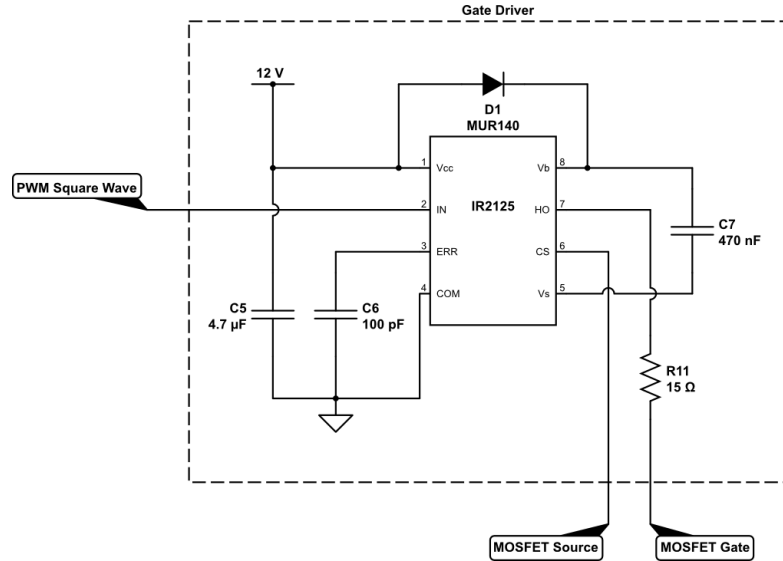 Gate Driver
12 V
D1
MUR140
1
Vcc
Vb
8
PWM Square Wave
2
IN
IR2125
HO
7
C7
470 nF
3
ERR
CS
6
C5
4.7 µF
C6
100 pF
4
COM
Vs
5
R11
15 Ω
MOSFET Source
MOSFET Gate